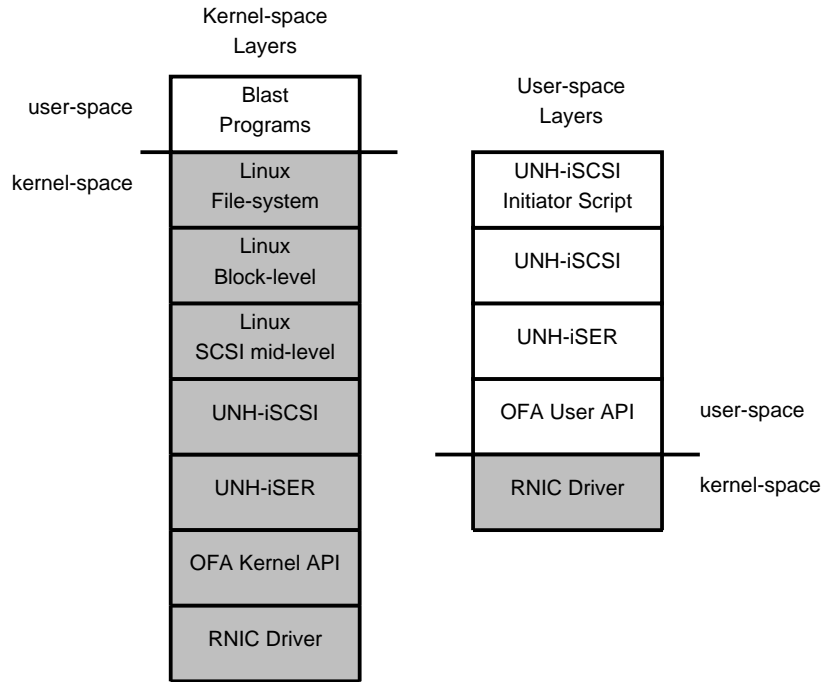 Kernel-space
Layers
user-space
kernel-space
Blast
Programs
Linux
File-system
Linux
Block-level
Linux
SCSI mid-level
UNH-iSCSI
UNH-iSER
OFA Kernel API
RNIC Driver
User-space
Layers
UNH-iSCSI
Initiator Script
UNH-iSCSI
UNH-iSER
OFA User API
RNIC Driver
user-space
kernel-space